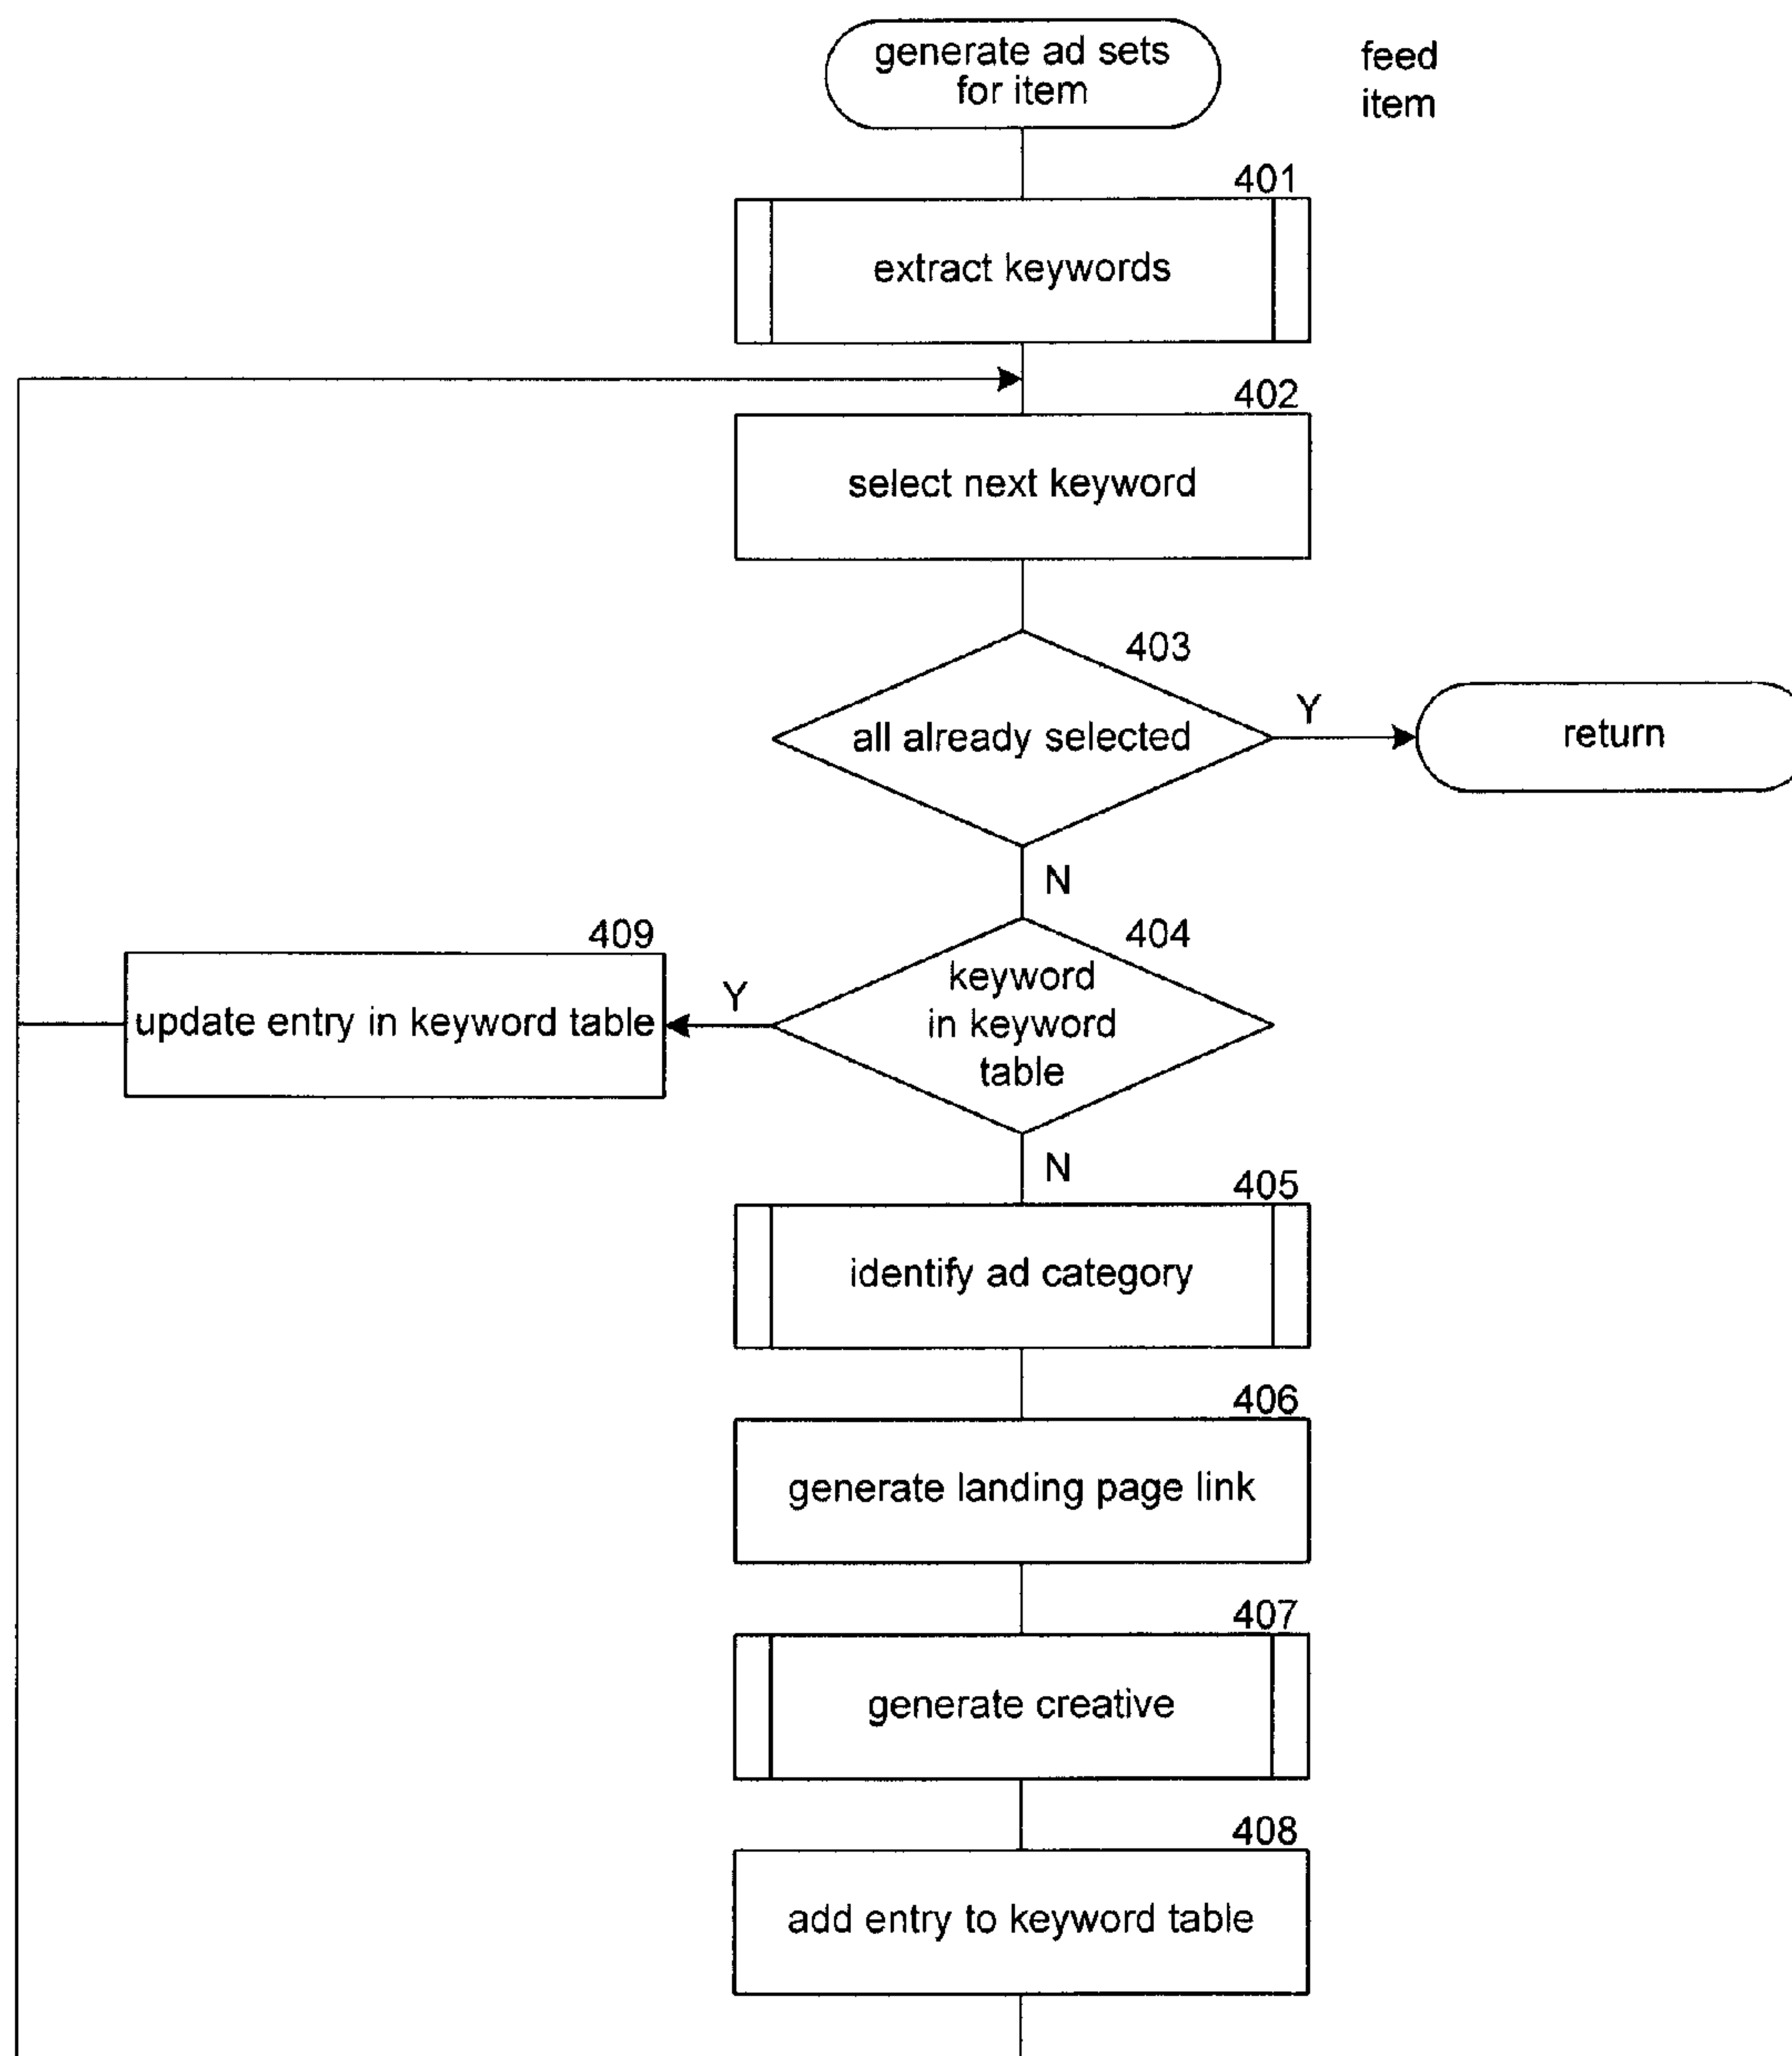 generate ad sets
for item
feed
item
401
extract keywords
402
select next keyword
403
all already selected
Y
return
N
404
keyword
in keyword
table
Y
409
update entry in keyword table
N
405
identify ad category
406
generate landing page link
407
generate creative
408
add entry to keyword table